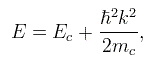 E = E_c + \frac{\hbar^2 k^2}{2m_c},